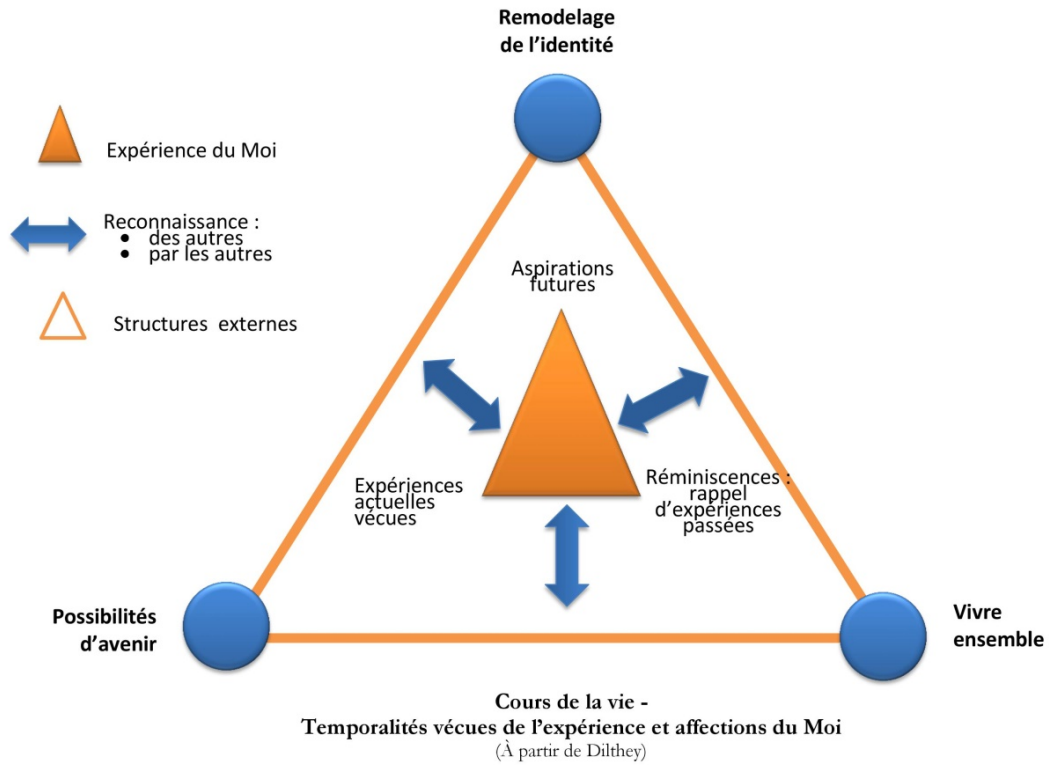 Remodelage
de l'identité
Expérience du Moi
Reconnaissance :
• des autres
• par les autres
Structures externes
Aspirations
futures
Expériences
actuelles
vécues
Réminiscences :
rappel
d'expériences
passées
Possibilités
d'avenir
Vivre
ensemble
Cours de la vie -
Temporalités vécues de l'expérience et affections du Moi
(À partir de Dilthey)